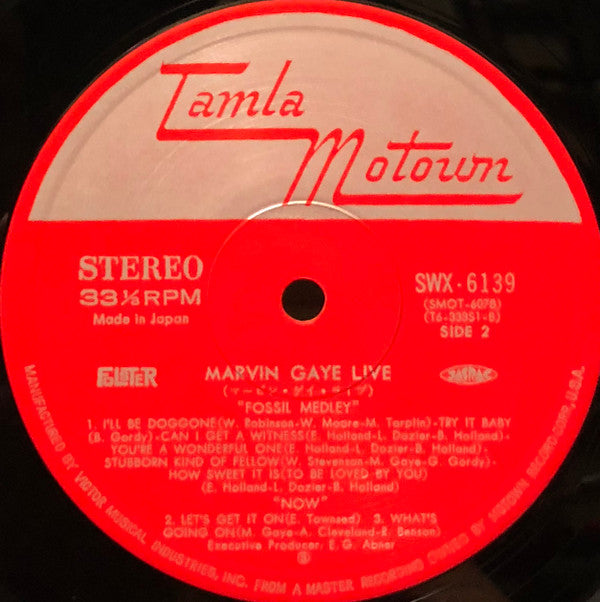 Tamla
Motown
STEREO
33⅓RPM
Made in Japan
SWX-6139
(SMOT-6078)
(T6-333S1-B)
SIDE 2
POLYSTER
JASRAC
MARVIN GAYE LIVE
(マービン・ゲイ・ライヴ)
"FOSSIL MEDLEY"
1. I'LL BE DOGGONE(W. Robinson-W. Moore-M. Tarplin)-TRY IT BABY
(B. Gordy)-CAN I GET A WITNESS(E. Holland-L. Dozier-B. Holland)-
YOU'RE A WONDERFUL ONE(E. Holland-L. Dozier-B. Holland)-
STUBBORN KIND OF FELLOW(W. Stevenson-M. Gaye-G. Gordy)-
HOW SWEET IT IS(TO BE LOVED BY YOU)
(E. Holland-L. Dozier-B. Holland)
"NOW"
2. LET'S GET IT ON(E. Townsed) 3. WHAT'S
GOING ON(M. Gaye-A. Cleveland-R. Benson)
Executive Producer: E. G. Abner
MANUFACTURED BY VICTOR MUSICAL INDUSTRIES, INC. FROM A MASTER RECORDING OWNED BY MOTOWN RECORD CORP., U.S.A.